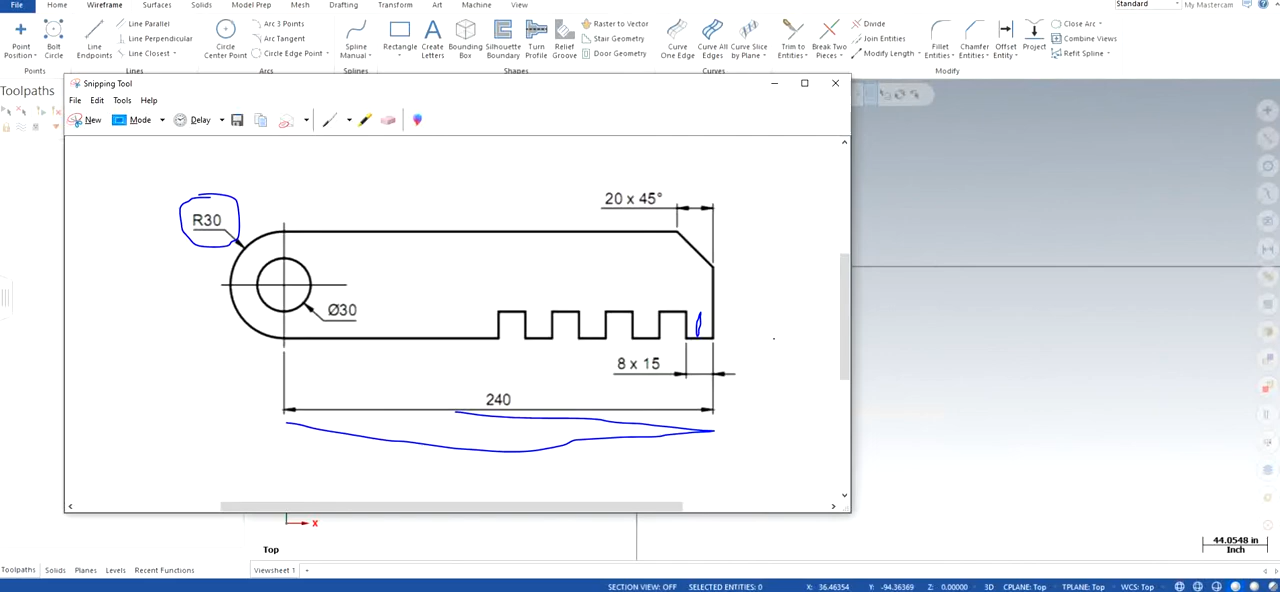 File Home Wireframe Surfaces Solids Model Prep Mesh Drafting Transform Art Machine View Standard My Mastercam
Point Position Bolt Circle
Points
Line Endpoints Line Parallel
Line Perpendicular
Line Closest
Lines
Circle Center Point Arc 3 Points
Arc Tangent
Circle Edge Point
Arcs
Spline Manual
Splines
Rectangle Create Letters Bounding Box Silhouette Boundary Turn Profile Relief Groove Raster to Vector
Stair Geometry
Door Geometry
Shapes
Curve One Edge Curve All Edges Curve Slice by Plane
Curves
Trim to Entities Break Two Pieces Divide
Join Entities
Modify Length
Fillet Entities Chamfer Entities Offset Entity Project Close Arc
Combine Views
Refit Spline
Modify
Toolpaths
Snipping Tool
File Edit Tools Help
New Mode Delay
20 x 45°
R30
Ø30
8 x 15
240
X
Top
44.0548 in
Inch
Toolpaths Solids Planes Levels Recent Functions Viewsheet 1 +
SECTION VIEW: OFF SELECTED ENTITIES: 0 X: 36.46354 Y: -94.36369 Z: 0.00000 3D CPLANE: Top TPLANE: Top WCS: Top